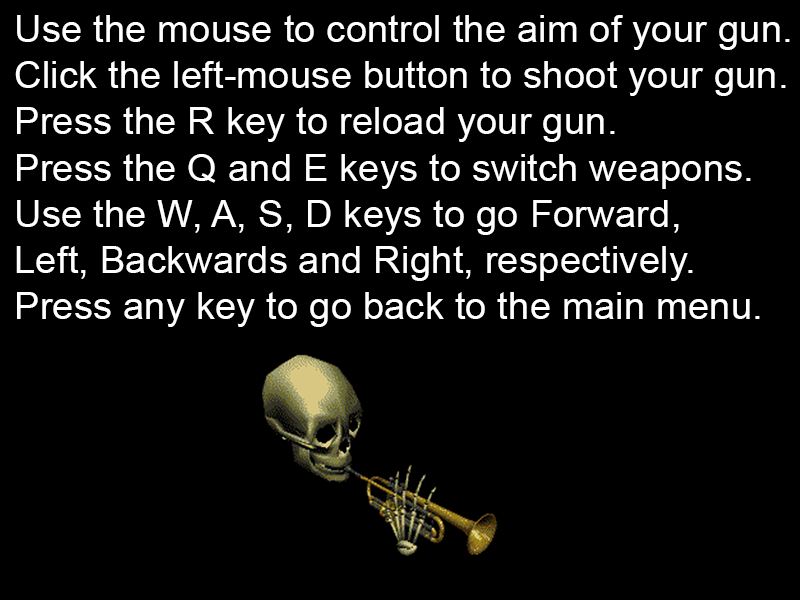 Use the mouse to control the aim of your gun.
Click the left-mouse button to shoot your gun.
Press the R key to reload your gun.
Press the Q and E keys to switch weapons.
Use the W, A, S, D keys to go Forward,
Left, Backwards and Right, respectively.
Press any key to go back to the main menu.